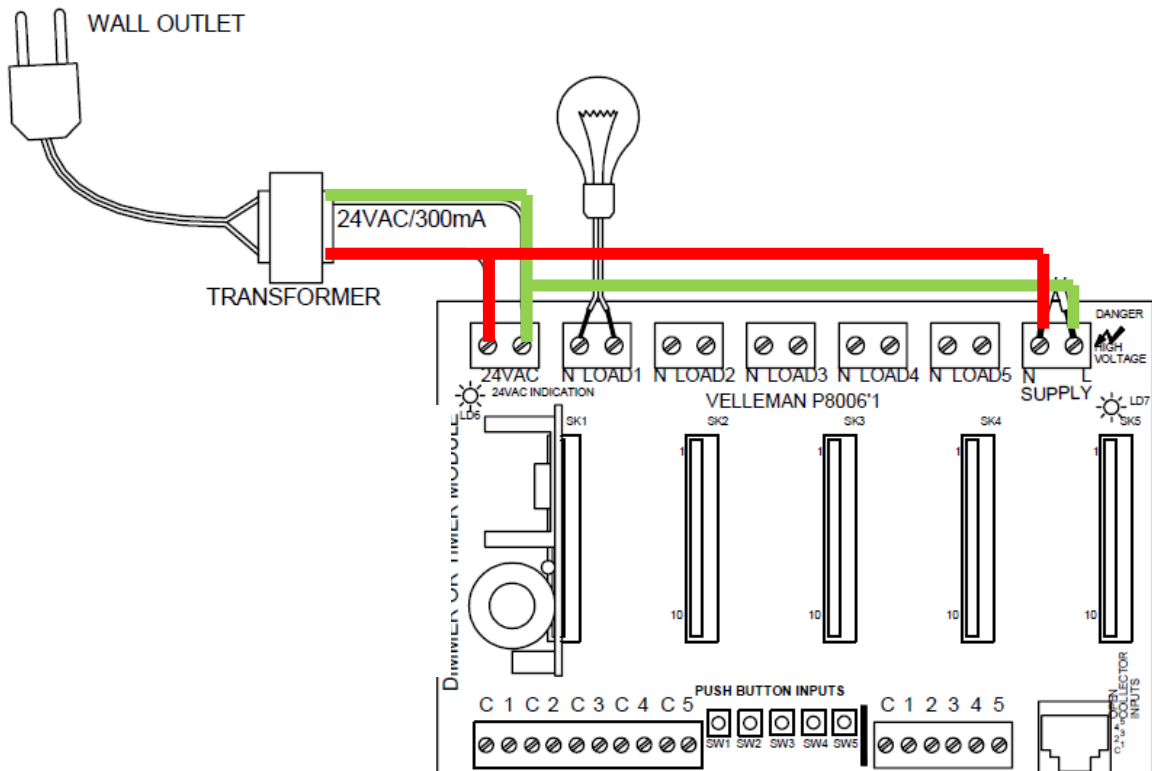 WALL OUTLET
24VAC/300mA
TRANSFORMER
DANGER
HIGH
VOLTAGE
24VAC
N LOAD1
N LOAD2
N LOAD3
N LOAD4
N LOAD5
N
L
SUPPLY
24VAC INDICATION
LD6
VELLEMAN P8006'1
LD7
SK1
SK2
SK3
SK4
SK5
1
1
1
1
10
10
10
10
DIMMER OR TIMER MODULE
PUSH BUTTON INPUTS
C 1 C 2 C 3 C 4 C 5
SW1
SW2
SW3
SW4
SW5
C 1 2 3 4 5
OPEN
COLLECTOR
INPUTS